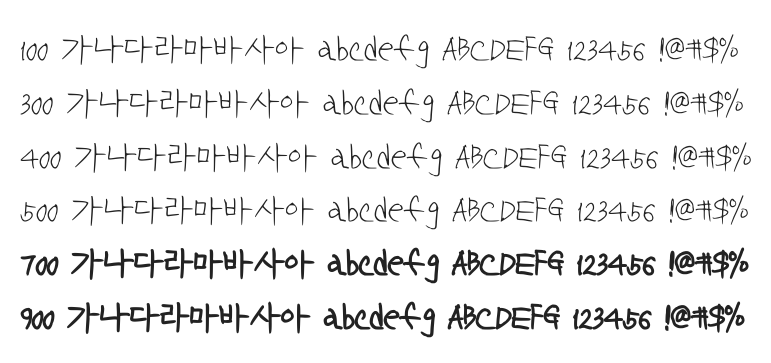 100 가나다라마바사아 abcdefg ABCDEFG 123456 !@#$%
300 가나다라마바사아 abcdefg ABCDEFG 123456 !@#$%
400 가나다라마바사아 abcdefg ABCDEFG 123456 !@#$%
500 가나다라마바사아 abcdefg ABCDEFG 123456 !@#$%
700 가나다라마바사아 abcdefg ABCDEFG 123456 !@#$%
900 가나다라마바사아 abcdefg ABCDEFG 123456 !@#$%